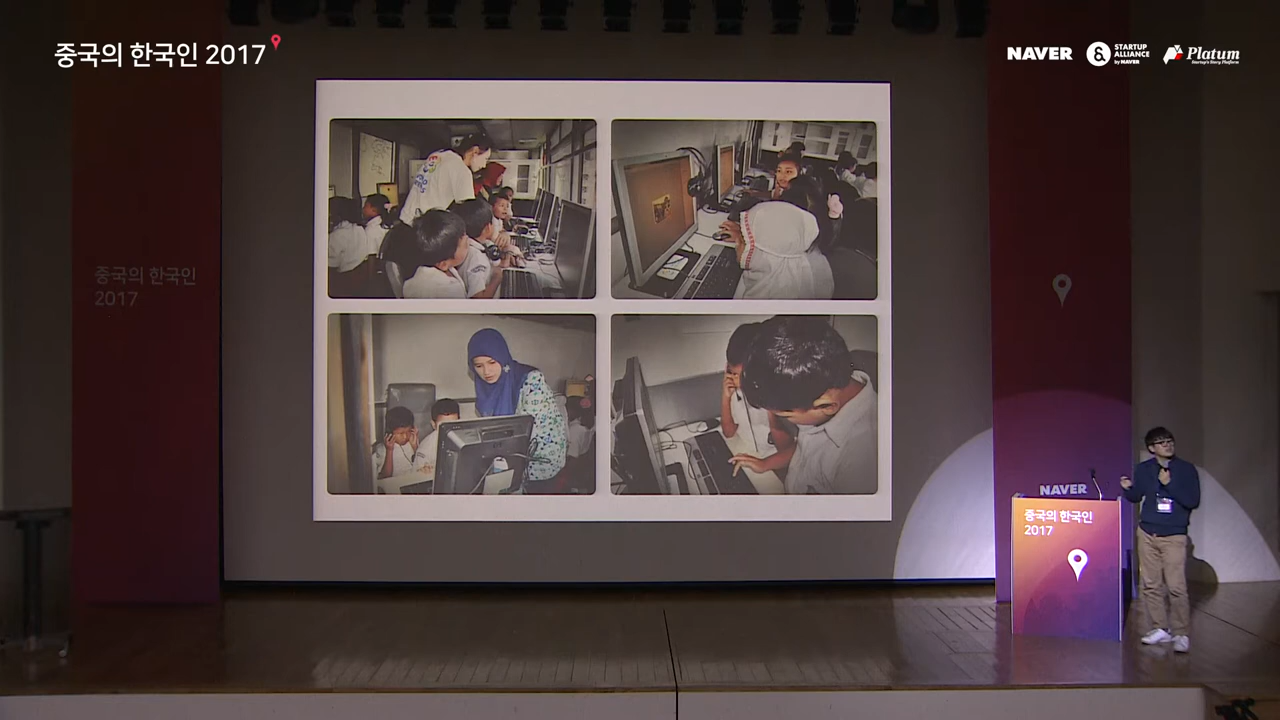 중국의 한국인 2017
NAVER
&
STARTUP
ALLIANCE
by NAVER
Platum
Startup's Story Platform
중국의 한국인
2017
NAVER
중국의 한국인
2017